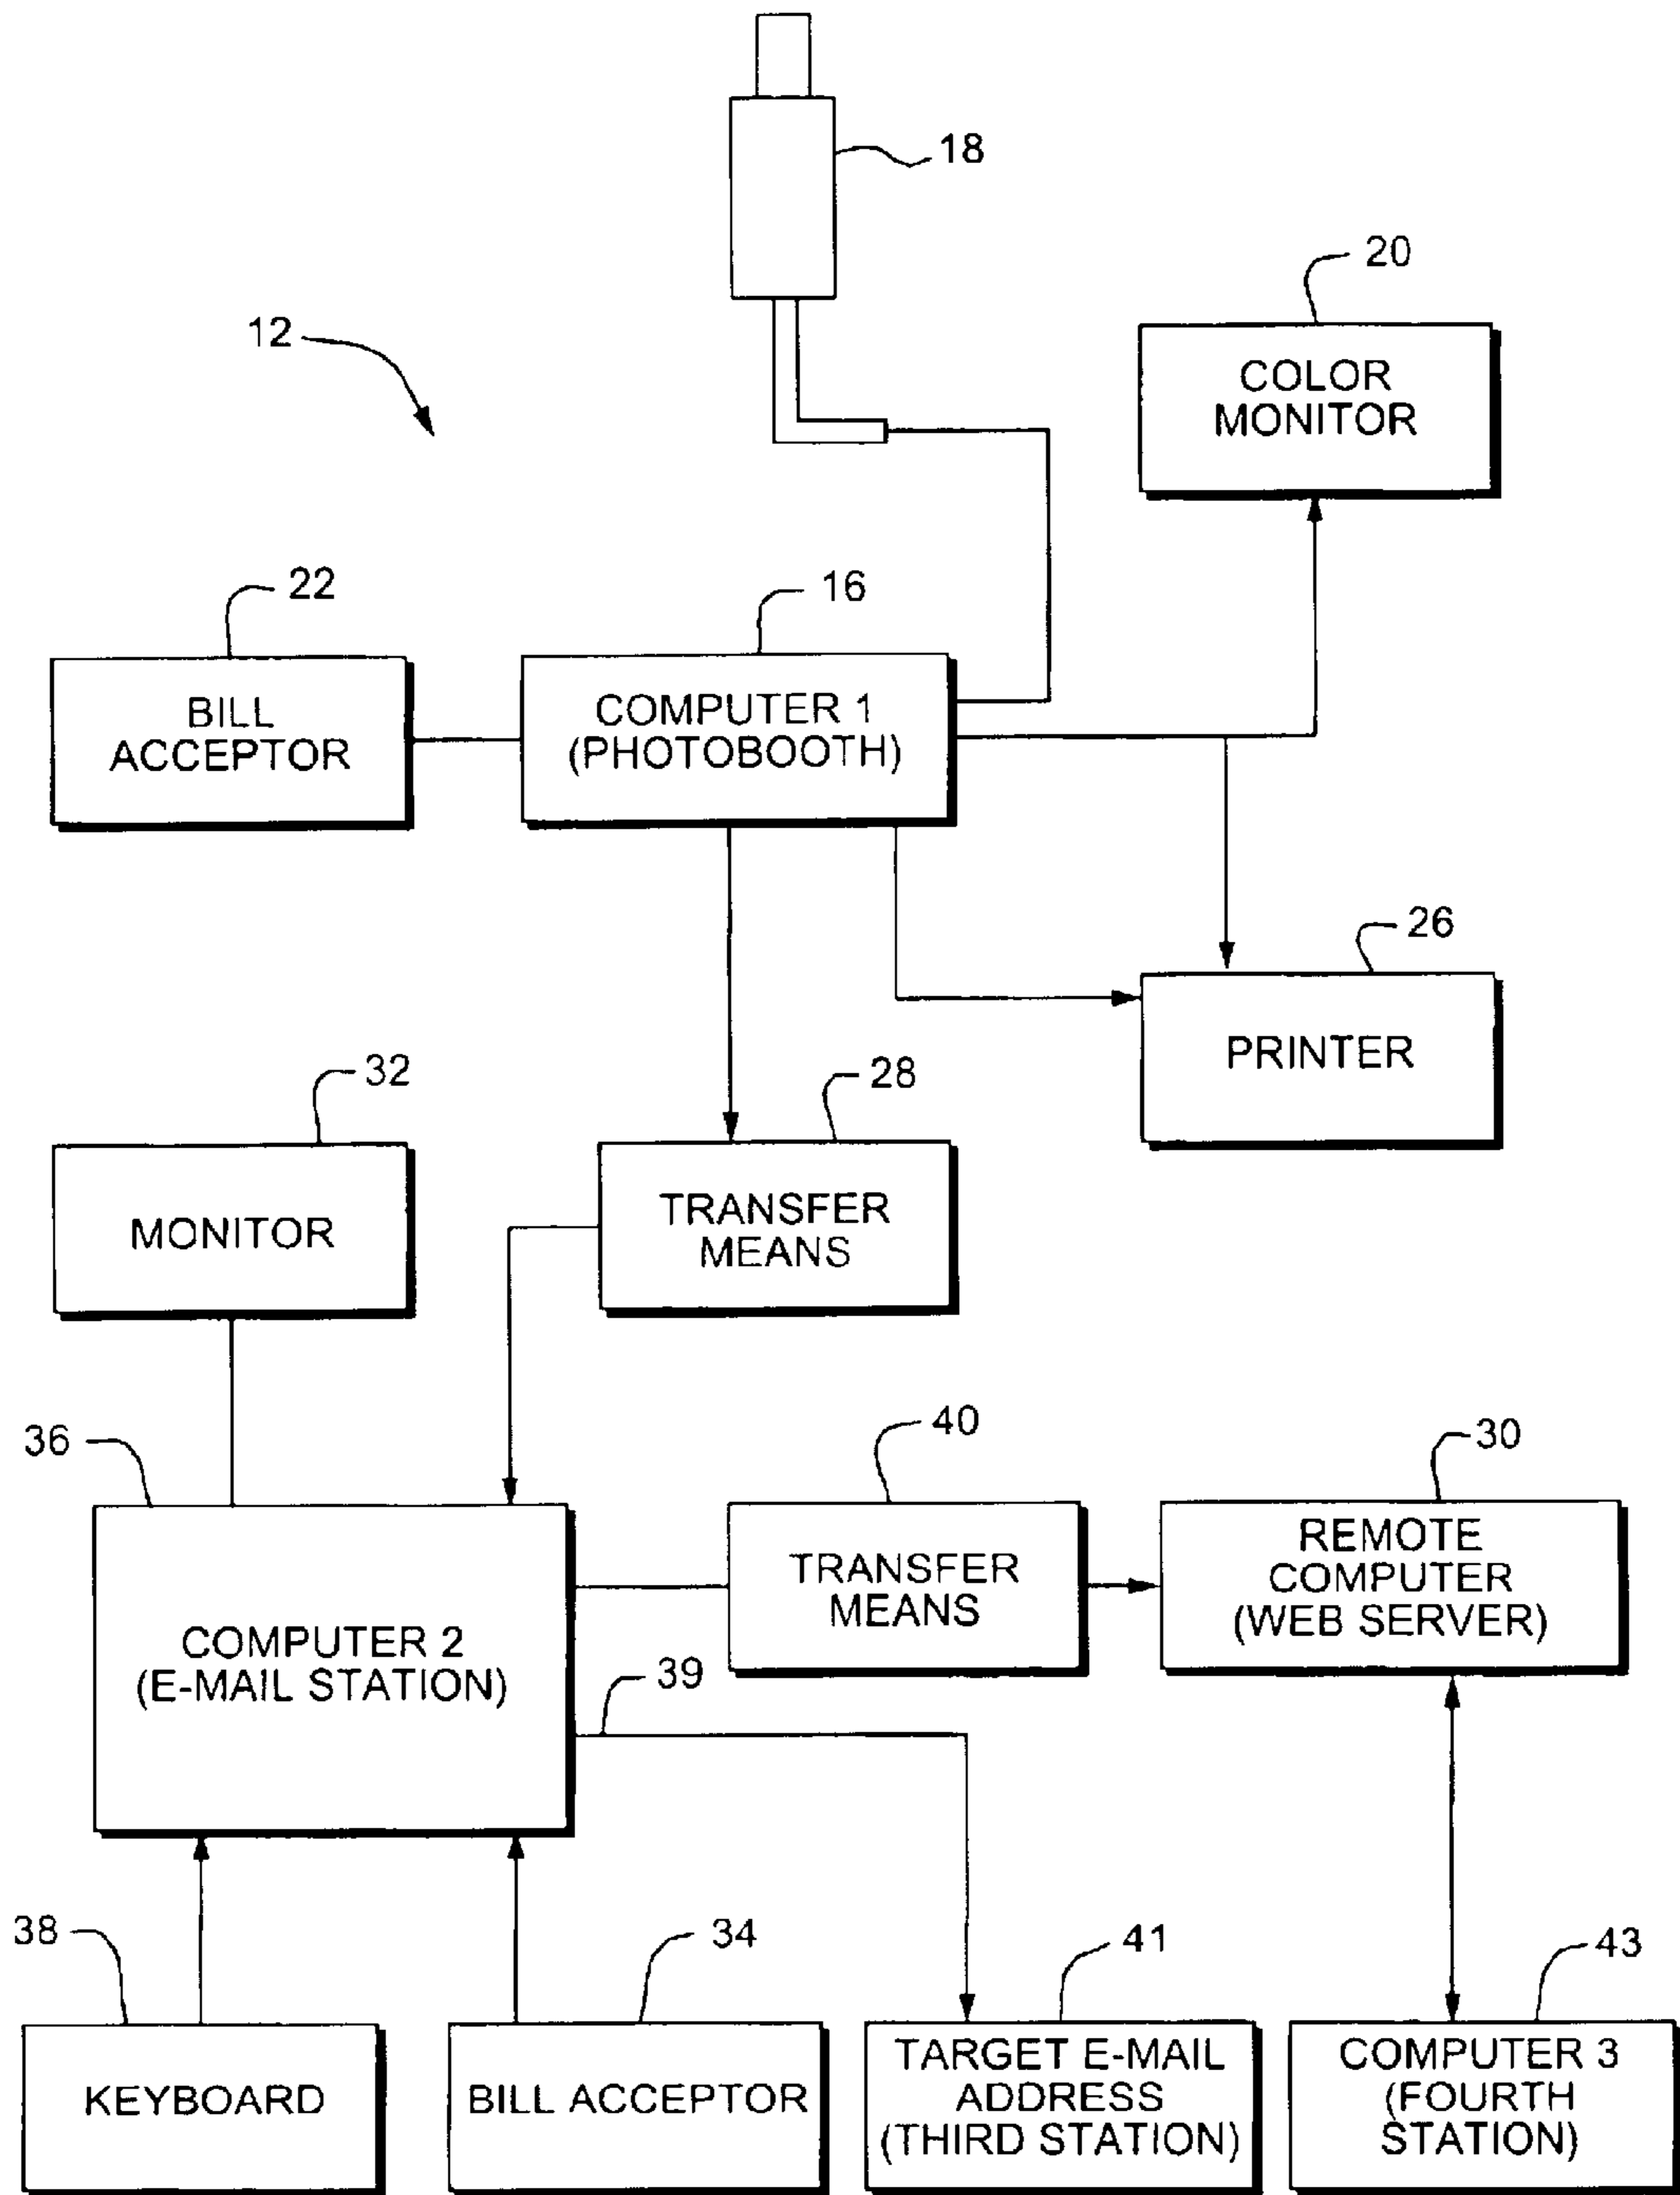 18
20
12
COLOR
MONITOR
22
16
BILL
ACCEPTOR
COMPUTER 1
(PHOTOBOOTH)
26
PRINTER
32
28
MONITOR
TRANSFER
MEANS
36
40
30
COMPUTER 2
(E-MAIL STATION)
TRANSFER
MEANS
REMOTE
COMPUTER
(WEB SERVER)
39
38
34
41
43
KEYBOARD
BILL ACCEPTOR
TARGET E-MAIL
ADDRESS
(THIRD STATION)
COMPUTER 3
(FOURTH
STATION)